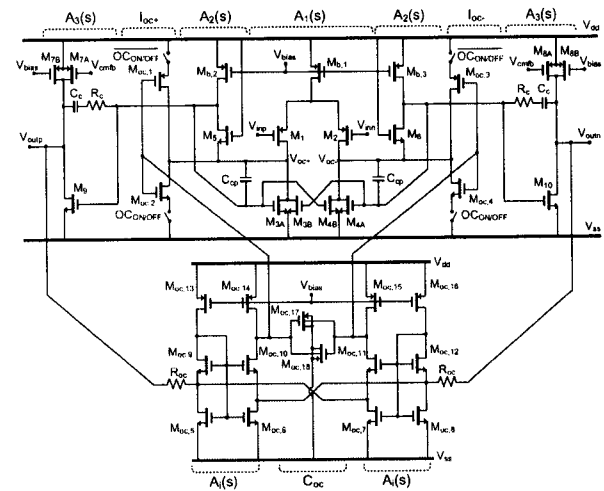 A3(s) Ioc+ A2(s) A1(s) A2(s) Ioc- A3(s)
Vdd
M7B M7A OCON/OFF Vbias OCON/OFF M8A M8B
Vbias Vcmfb Moc,1 Mb,2 Mb,1 Mb,3 Moc,3 Vcmfb Vbias
Cc Rc Rc Cc
M5 Vinp M1 M2 Vinn M6
Voutp Voc+ Voc- Voutn
M9 Moc,2 Ccp Ccp Moc,4 M10
OCON/OFF M3A M3B M4B M4A OCON/OFF
Vss
Vdd
Moc,13 Moc,14 Vbias Moc,15 Moc,16
Moc,17
Moc,9 Moc,10 Moc,11 Moc,12
Moc,18
Roc Roc
Moc,5 Moc,6 Moc,7 Moc,8
Vss
Ai(s) Coc Ai(s)